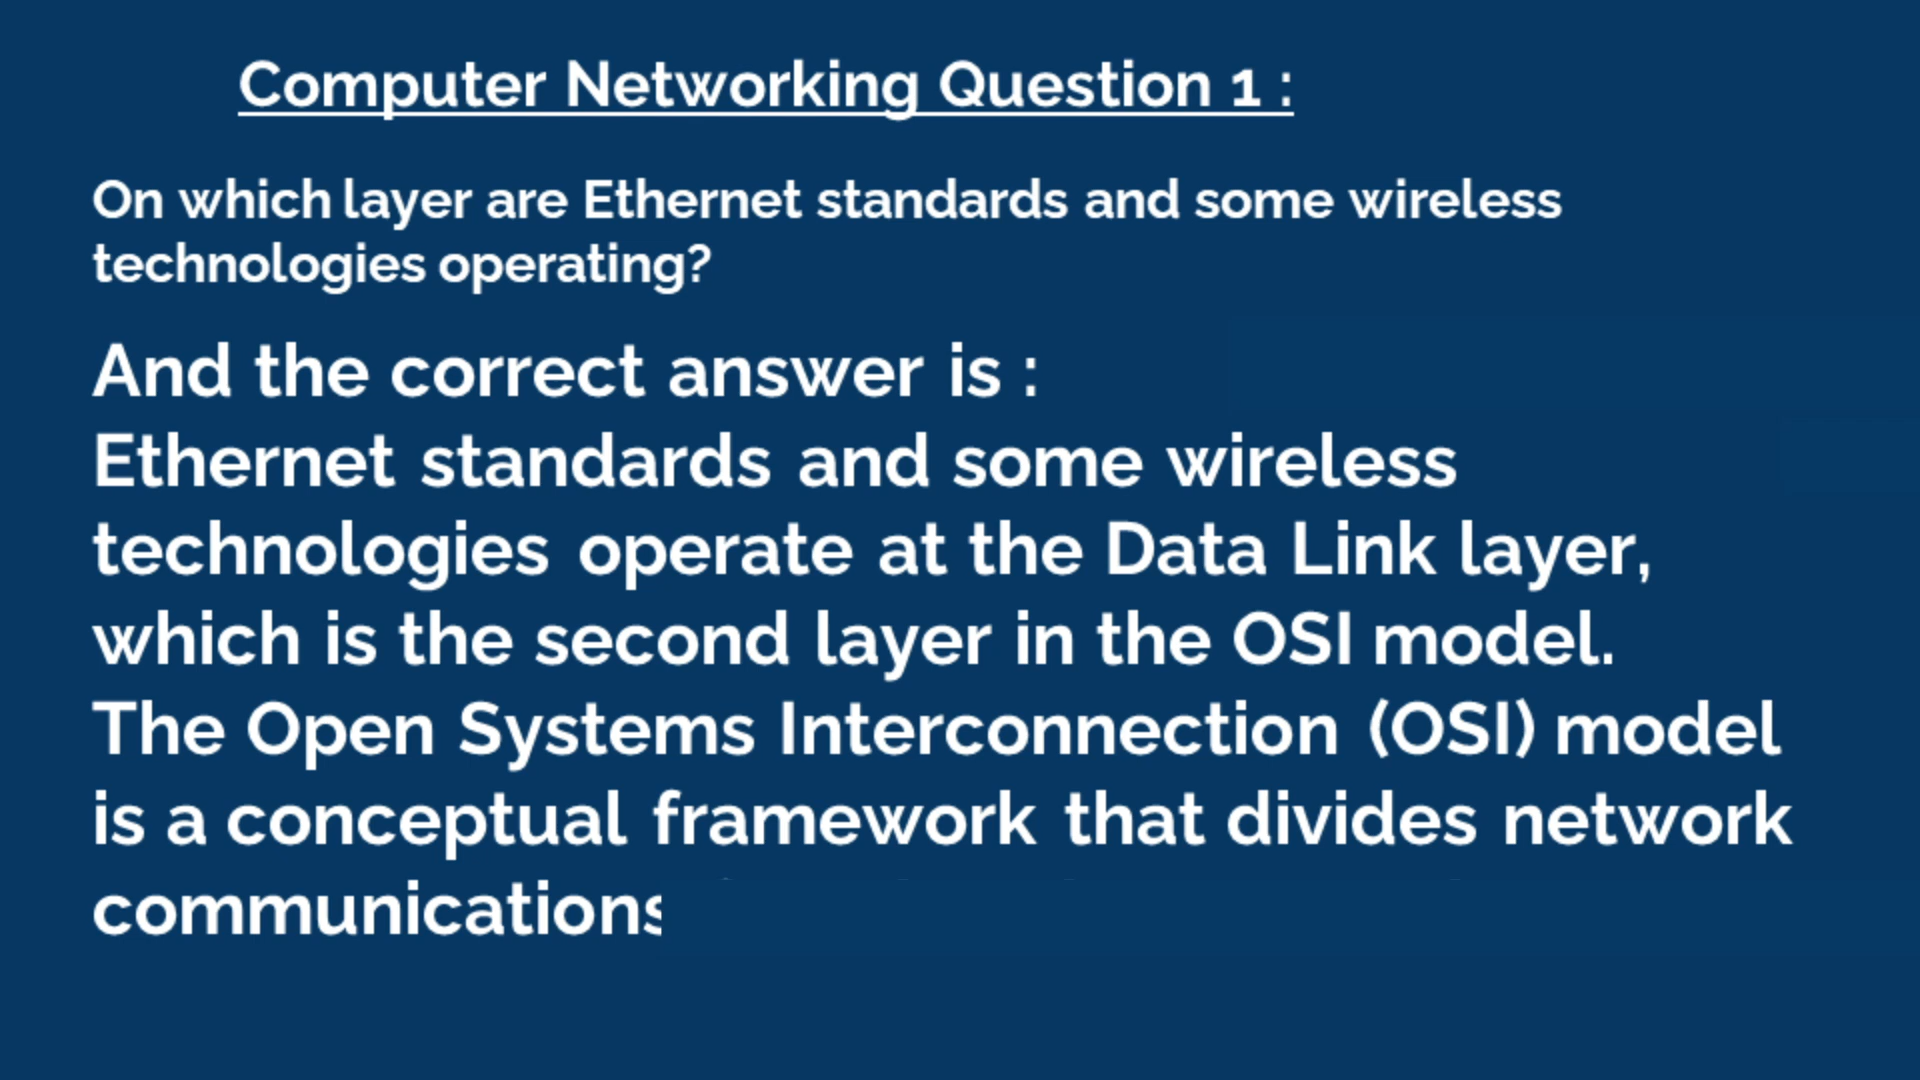 Computer Networking Question 1 :
On which layer are Ethernet standards and some wireless
technologies operating?
And the correct answer is :
Ethernet standards and some wireless
technologies operate at the Data Link layer,
which is the second layer in the OSI model.
The Open Systems Interconnection (OSI) model
is a conceptual framework that divides network
communications